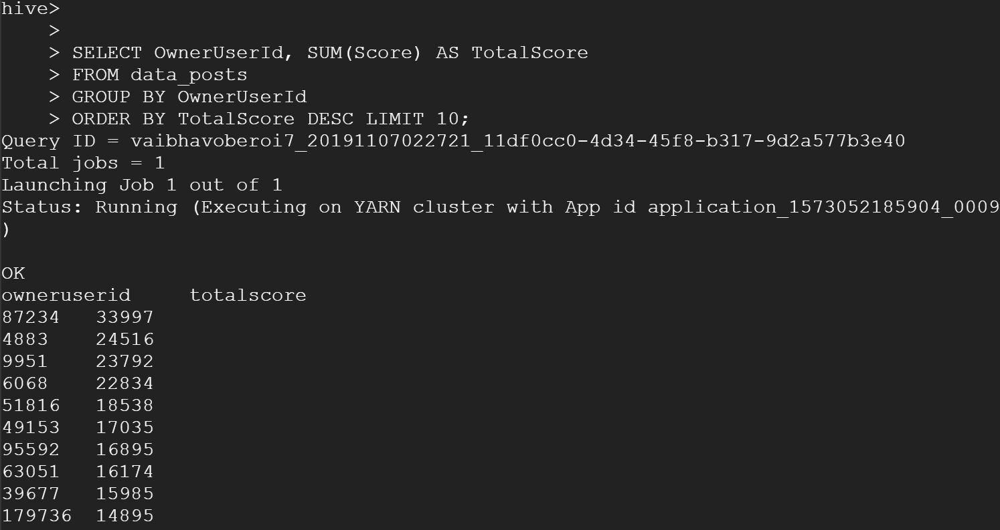 hive>
    >
    > SELECT OwnerUserId, SUM(Score) AS TotalScore
    > FROM data_posts
    > GROUP BY OwnerUserId
    > ORDER BY TotalScore DESC LIMIT 10;
Query ID = vaibhavoberoi7_20191107022721_11df0cc0-4d34-45f8-b317-9d2a577b3e40
Total jobs = 1
Launching Job 1 out of 1
Status: Running (Executing on YARN cluster with App id application_1573052185904_0009
)
OK
owneruserid     totalscore
87234   33997
4883    24516
9951    23792
6068    22834
51816   18538
49153   17035
95592   16895
63051   16174
39677   15985
179736  14895